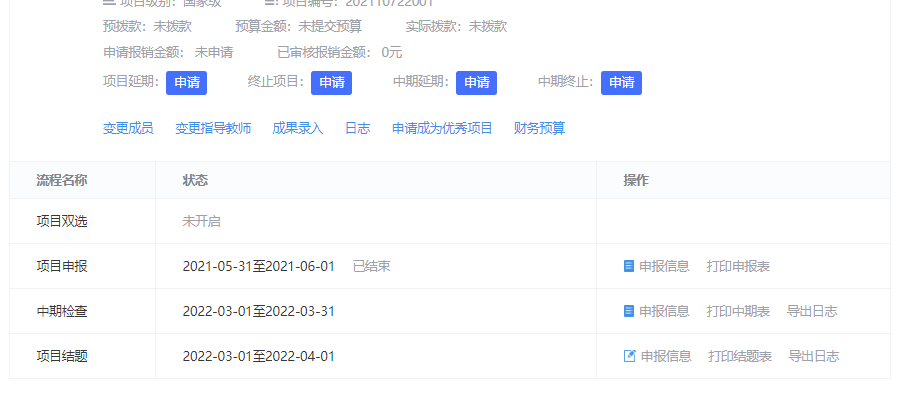 项目级别：国家级 项目编号：202110722001
预拨款：未拨款 预算金额：未提交预算 实际拨款：未拨款
申请报销金额：未申请 已审核报销金额：0元
项目延期：申请 终止项目：申请 中期延期：申请 中期终止：申请
变更成员 变更指导教师 成果录入 日志 申请成为优秀项目 财务预算
流程名称 状态 操作
项目双选 未开启
项目申报 2021-05-31至2021-06-01 已结束 申报信息 打印申报表
中期检查 2022-03-01至2022-03-31 申报信息 打印中期表 导出日志
项目结题 2022-03-01至2022-04-01 申报信息 打印结题表 导出日志